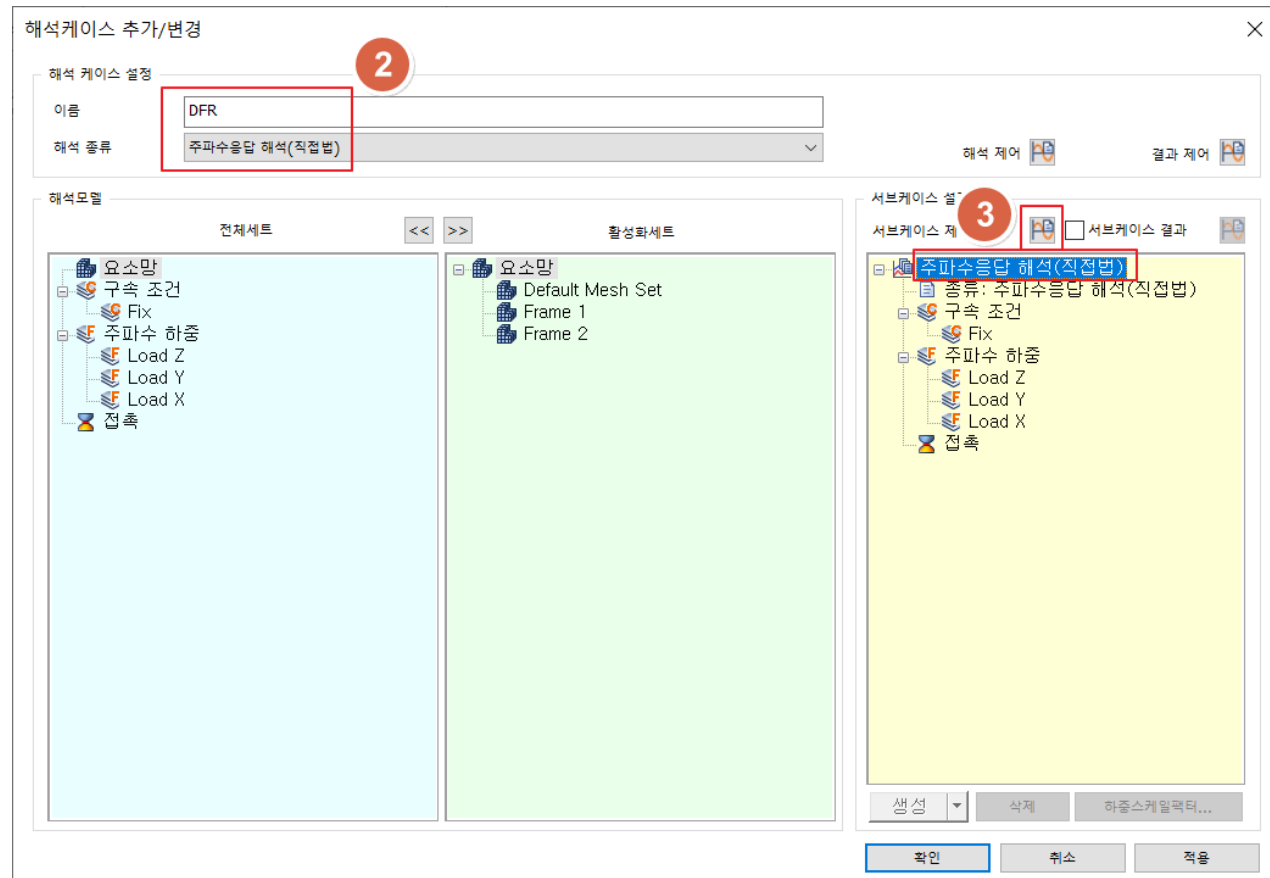 해석케이스 추가/변경
2
해석 케이스 설정
이름
DFR
해석 종류
주파수응답 해석(직접법)
해석 제어
결과 제어
해석모델
전체세트
<<
>>
활성화세트
요소망
구속 조건
Fix
주파수 하중
Load Z
Load Y
Load X
접촉
요소망
Default Mesh Set
Frame 1
Frame 2
서브케이스 설
3
서브케이스 제
서브케이스 결과
주파수응답 해석(직접법)
종류: 주파수응답 해석(직접법)
구속 조건
Fix
주파수 하중
Load Z
Load Y
Load X
접촉
생성
삭제
하중스케일팩터...
확인
취소
적용